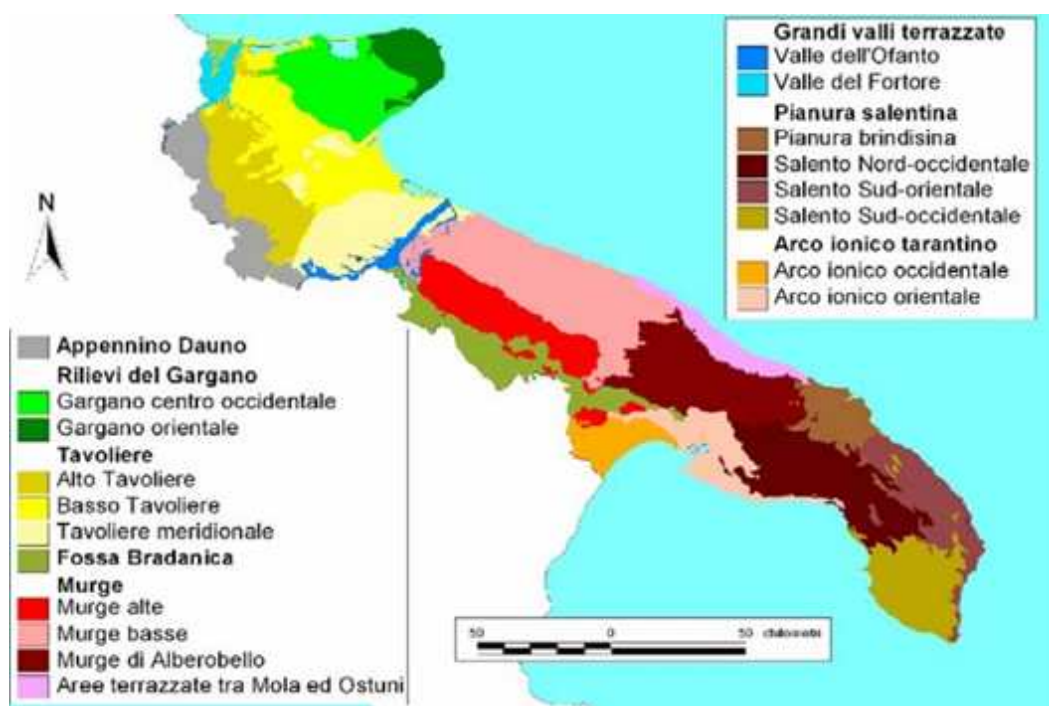 Grandi valli terrazzate
Valle dell'Ofanto
Valle del Fortore
Pianura salentina
Pianura brindisina
Salento Nord-occidentale
Salento Sud-orientale
Salento Sud-occidentale
Arco ionico tarantino
Arco ionico occidentale
Arco ionico orientale
N
Appennino Dauno
Rilievi del Gargano
Gargano centro occidentale
Gargano orientale
Tavoliere
Alto Tavoliere
Basso Tavoliere
Tavoliere meridionale
Fossa Bradanica
Murge
Murge alte
Murge basse
Murge di Alberobello
Aree terrazzate tra Mola ed Ostuni
50 0 50 chilometri